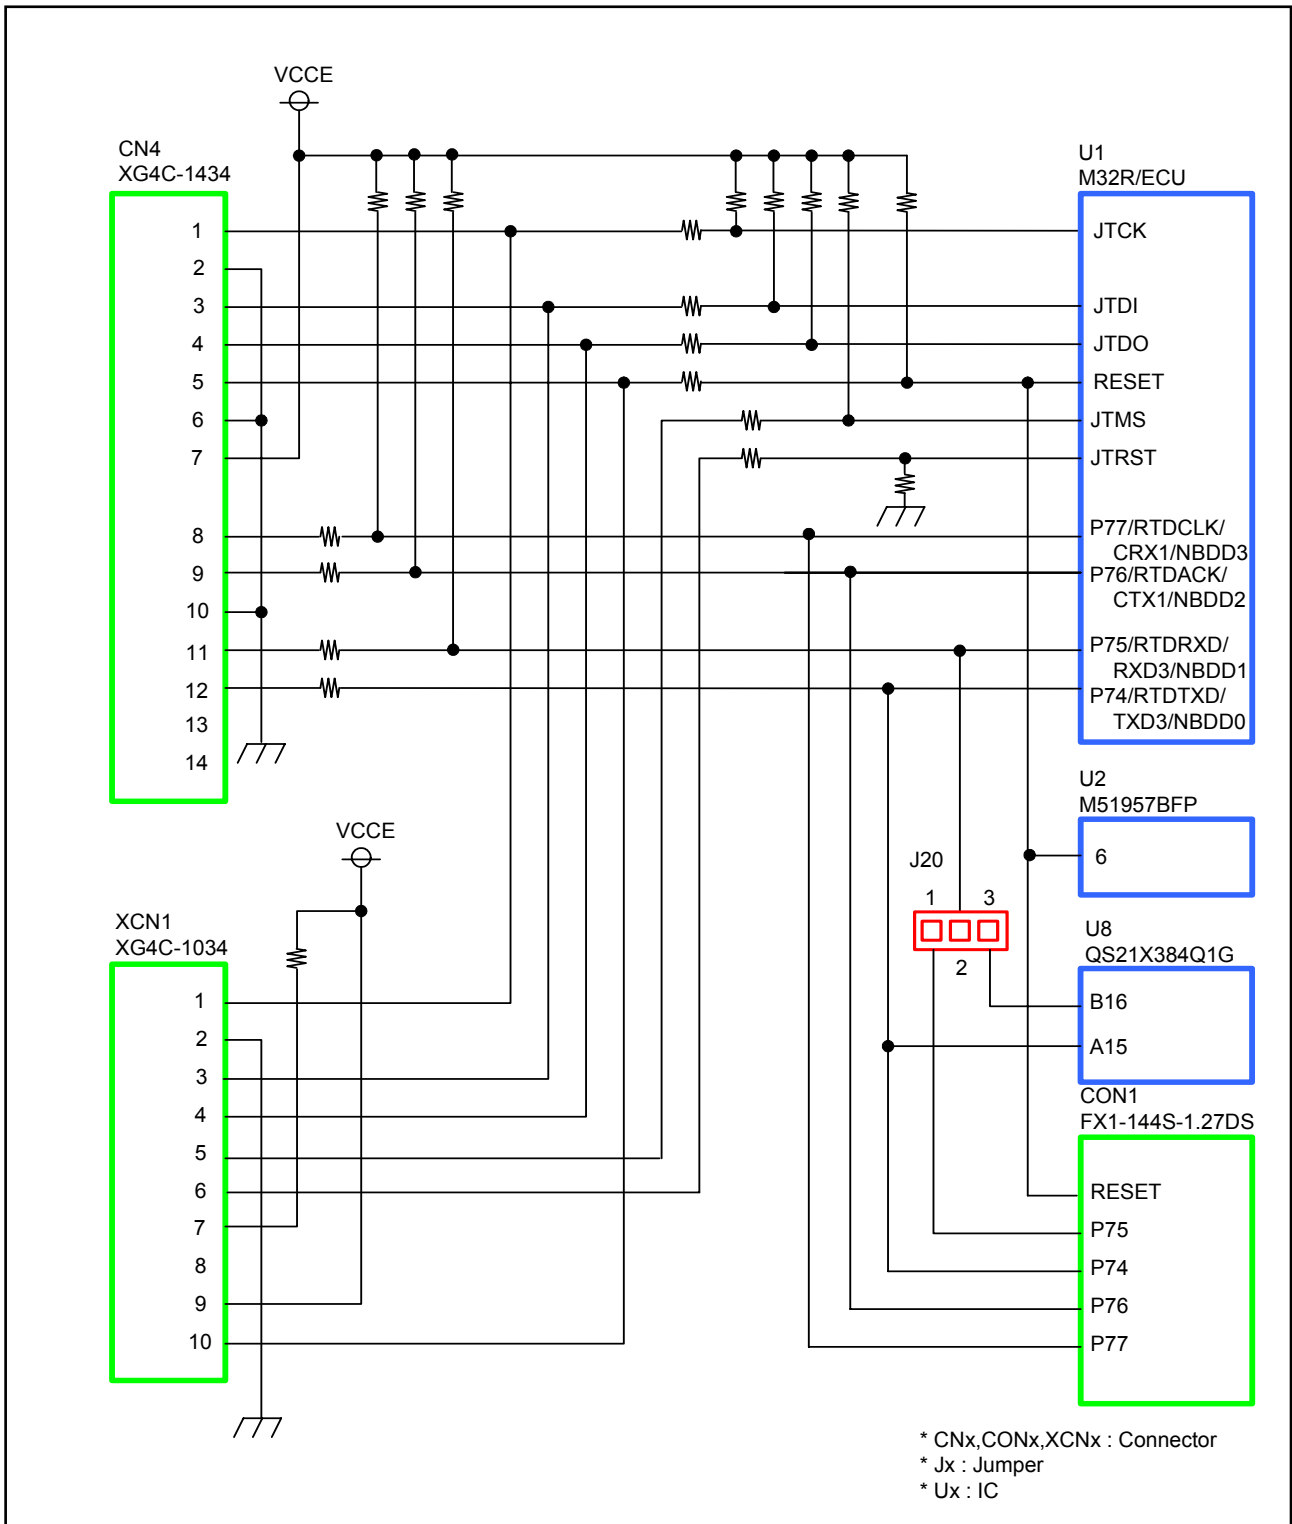 VCCE
CN4
XG4C-1434
1
2
3
4
5
6
7
8
9
10
11
12
13
14
U1
M32R/ECU
JTCK
JTDI
JTDO
RESET
JTMS
JTRST
P77/RTDCLK/
CRX1/NBDD3
P76/RTDACK/
CTX1/NBDD2
P75/RTDRXD/
RXD3/NBDD1
P74/RTDTXD/
TXD3/NBDD0
U2
M51957BFP
6
J20
1 3
2
U8
QS21X384Q1G
B16
A15
VCCE
XCN1
XG4C-1034
1
2
3
4
5
6
7
8
9
10
CON1
FX1-144S-1.27DS
RESET
P75
P74
P76
P77
* CNx,CONx,XCNx : Connector
* Jx : Jumper
* Ux : IC